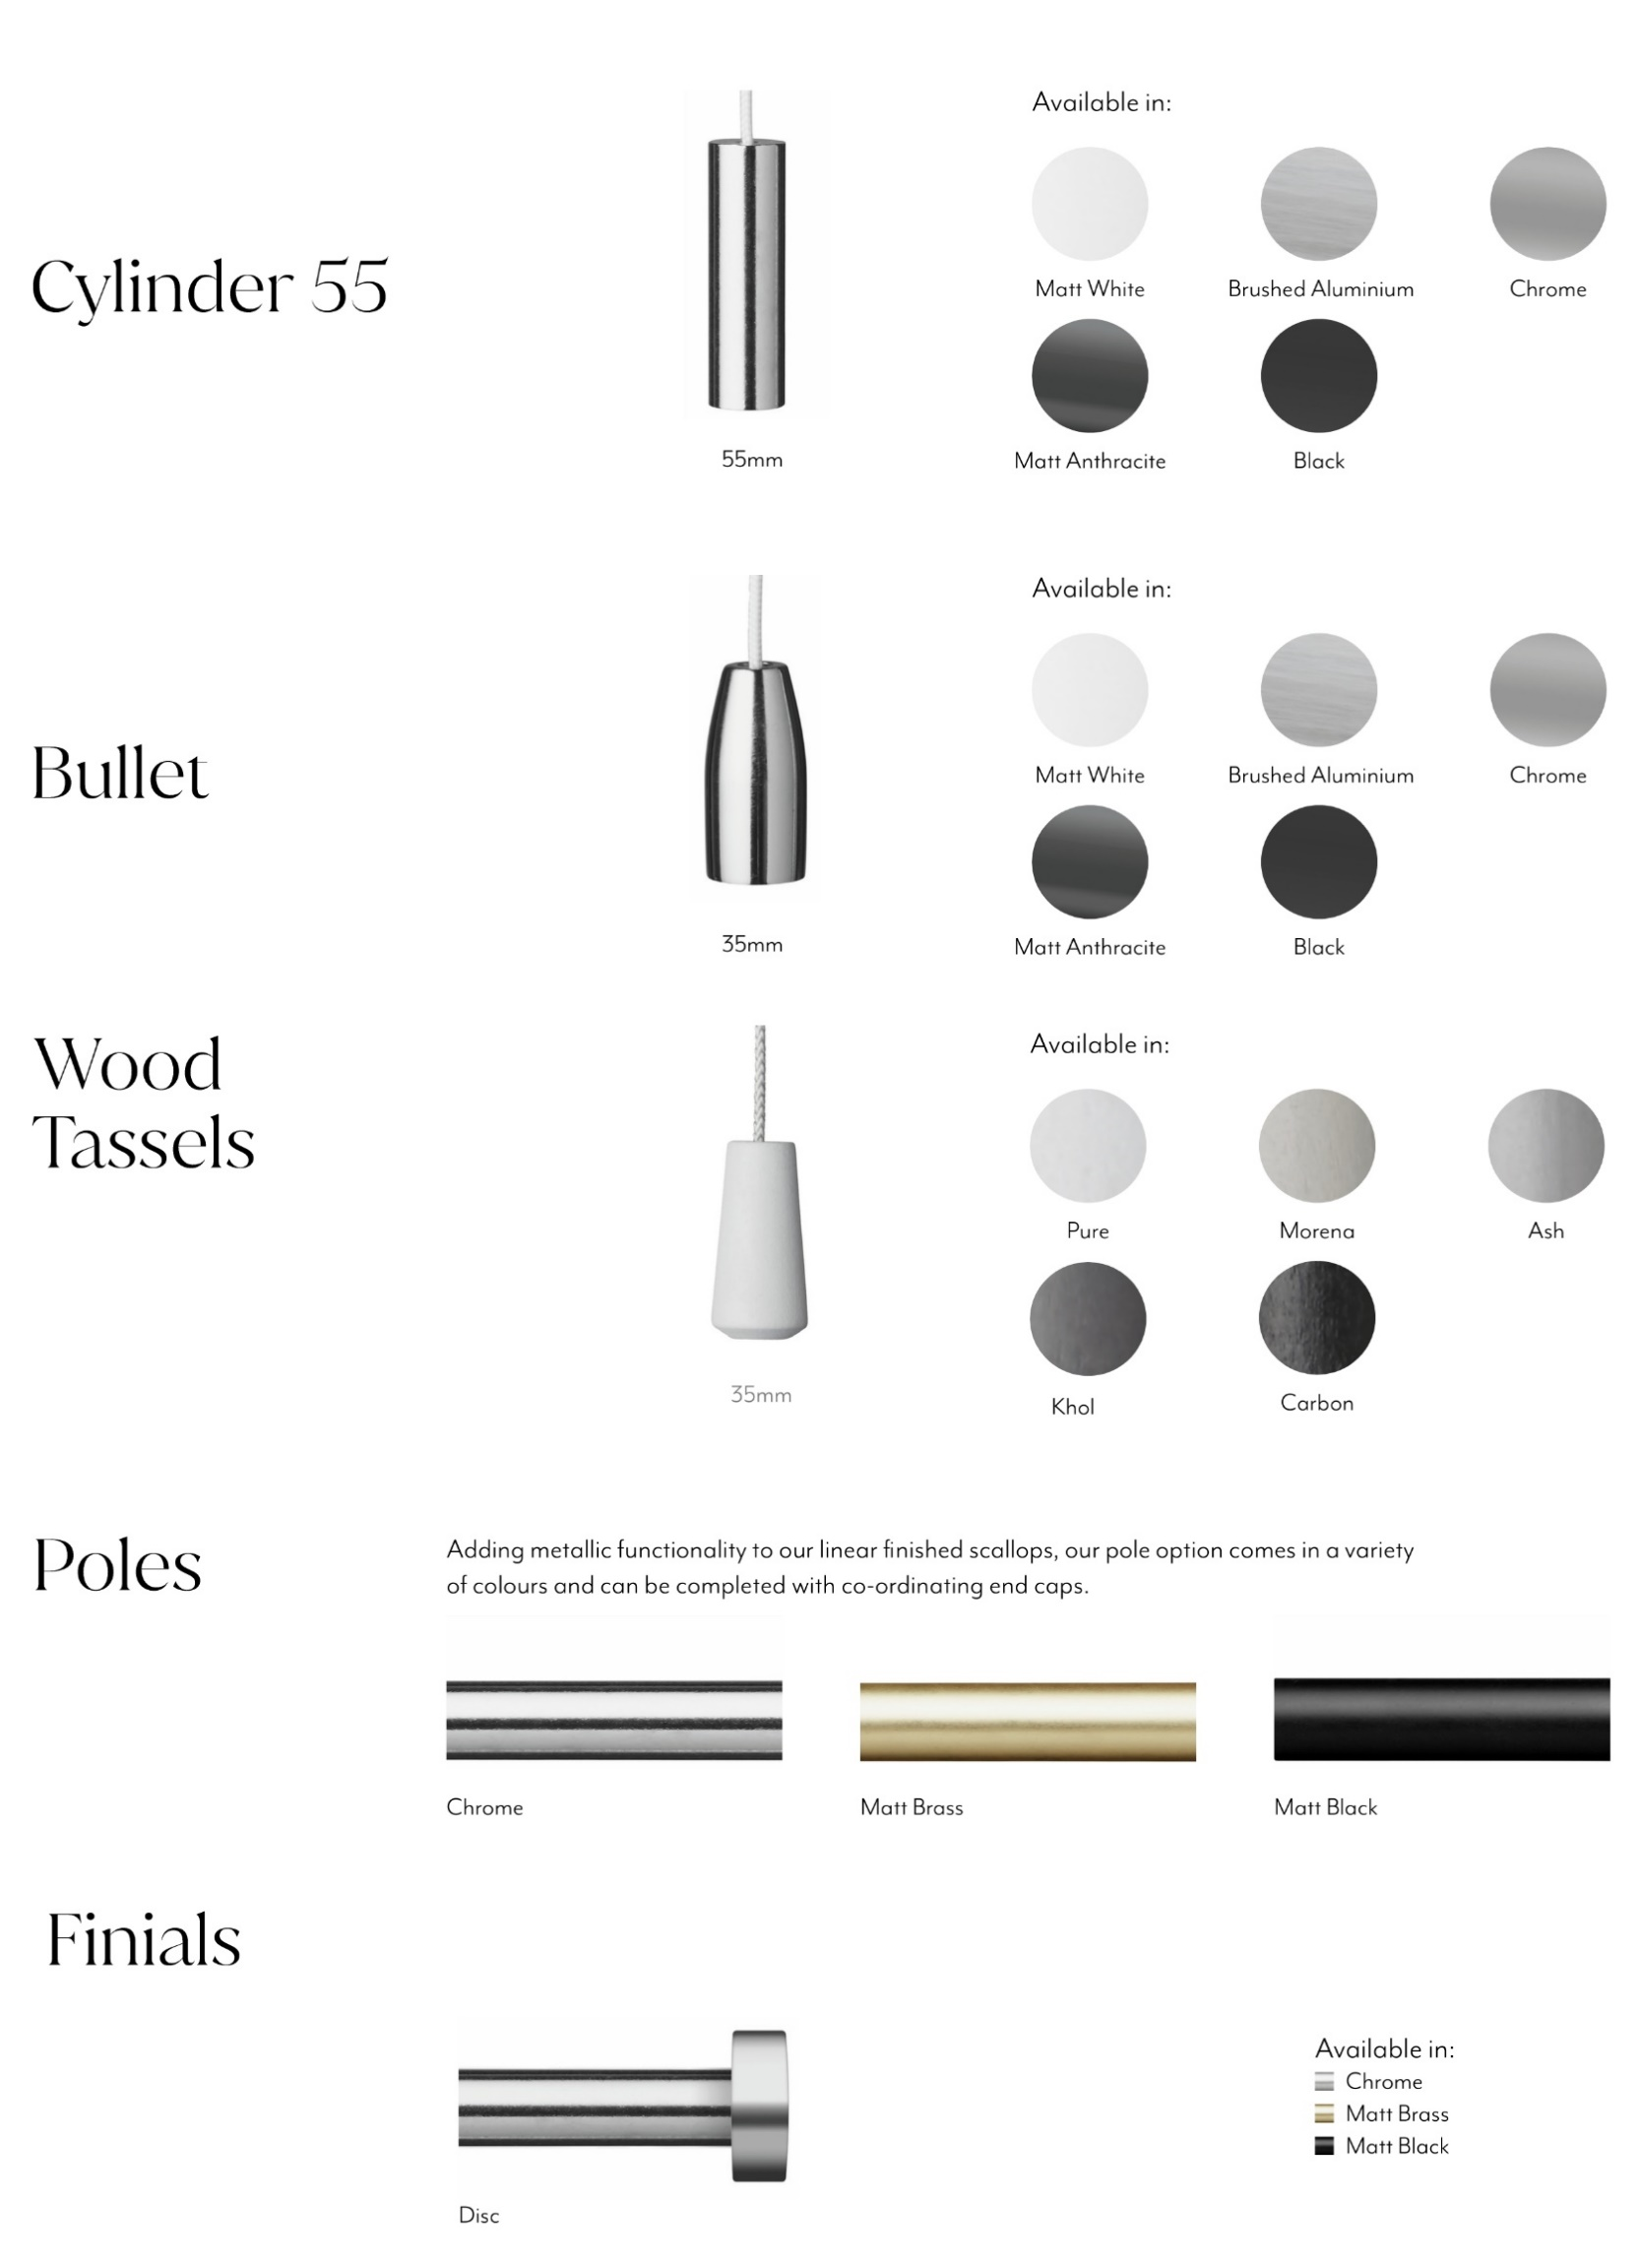 Cylinder 55
55mm
Available in:
Matt White
Brushed Aluminium
Chrome
Matt Anthracite
Black
Bullet
35mm
Available in:
Matt White
Brushed Aluminium
Chrome
Matt Anthracite
Black
Wood
Tassels
35mm
Available in:
Pure
Morena
Ash
Khol
Carbon
Poles
Adding metallic functionality to our linear finished scallops, our pole option comes in a variety
of colours and can be completed with co-ordinating end caps.
Chrome
Matt Brass
Matt Black
Finials
Disc
Available in:
Chrome
Matt Brass
Matt Black